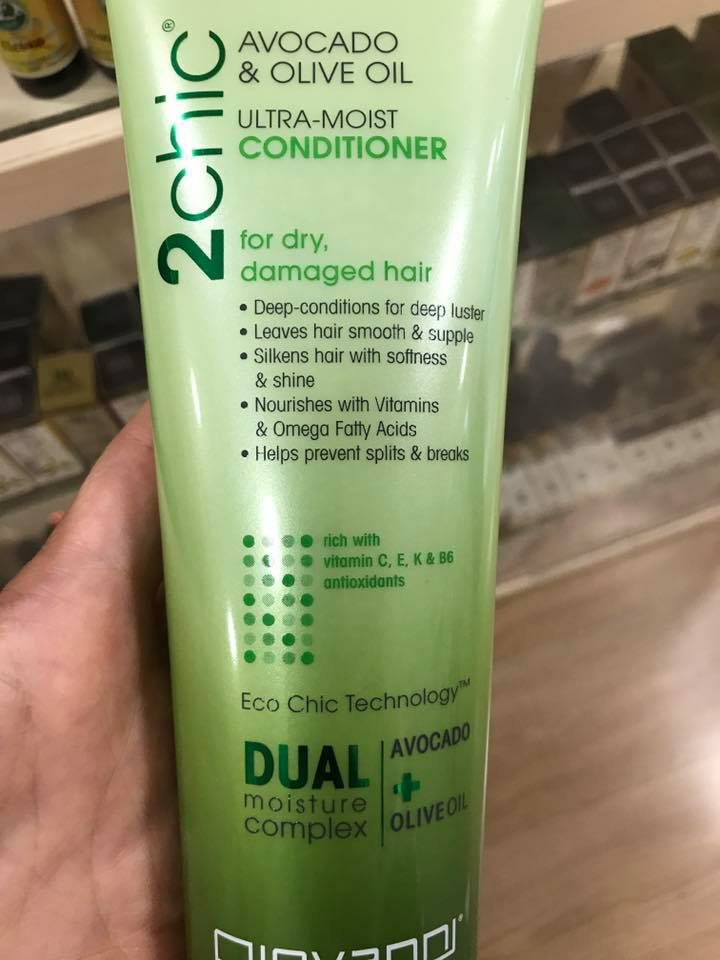 2chic®
AVOCADO
& OLIVE OIL
ULTRA-MOIST
CONDITIONER
for dry,
damaged hair
• Deep-conditions for deep luster
• Leaves hair smooth & supple
• Silkens hair with softness
& shine
• Nourishes with Vitamins
& Omega Fatty Acids
• Helps prevent splits & breaks
rich with
vitamin C, E, K & B6
antioxidants
Eco Chic Technology™
DUAL
moisture
complex
AVOCADO
+
OLIVE OIL
giovanni®